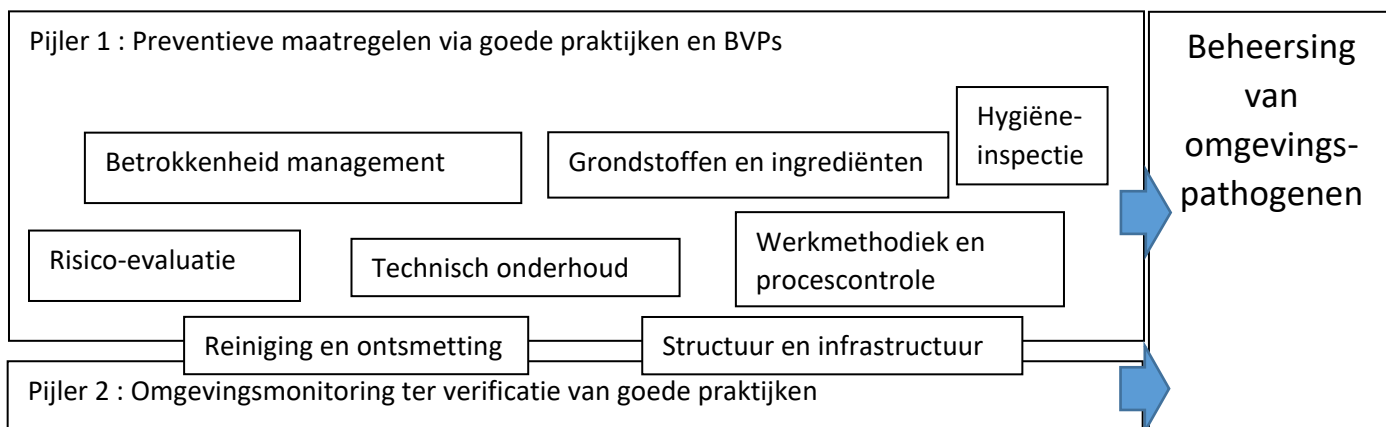 Pijler 1 : Preventieve maatregelen via goede praktijken en BVPs
Betrokkenheid management
Grondstoffen en ingrediënten
Hygiëne-
inspectie
Risico-evaluatie
Technisch onderhoud
Werkmethodiek en
procescontrole
Reiniging en ontsmetting
Structuur en infrastructuur
Pijler 2 : Omgevingsmonitoring ter verificatie van goede praktijken
Beheersing
van
omgevings-
pathogenen